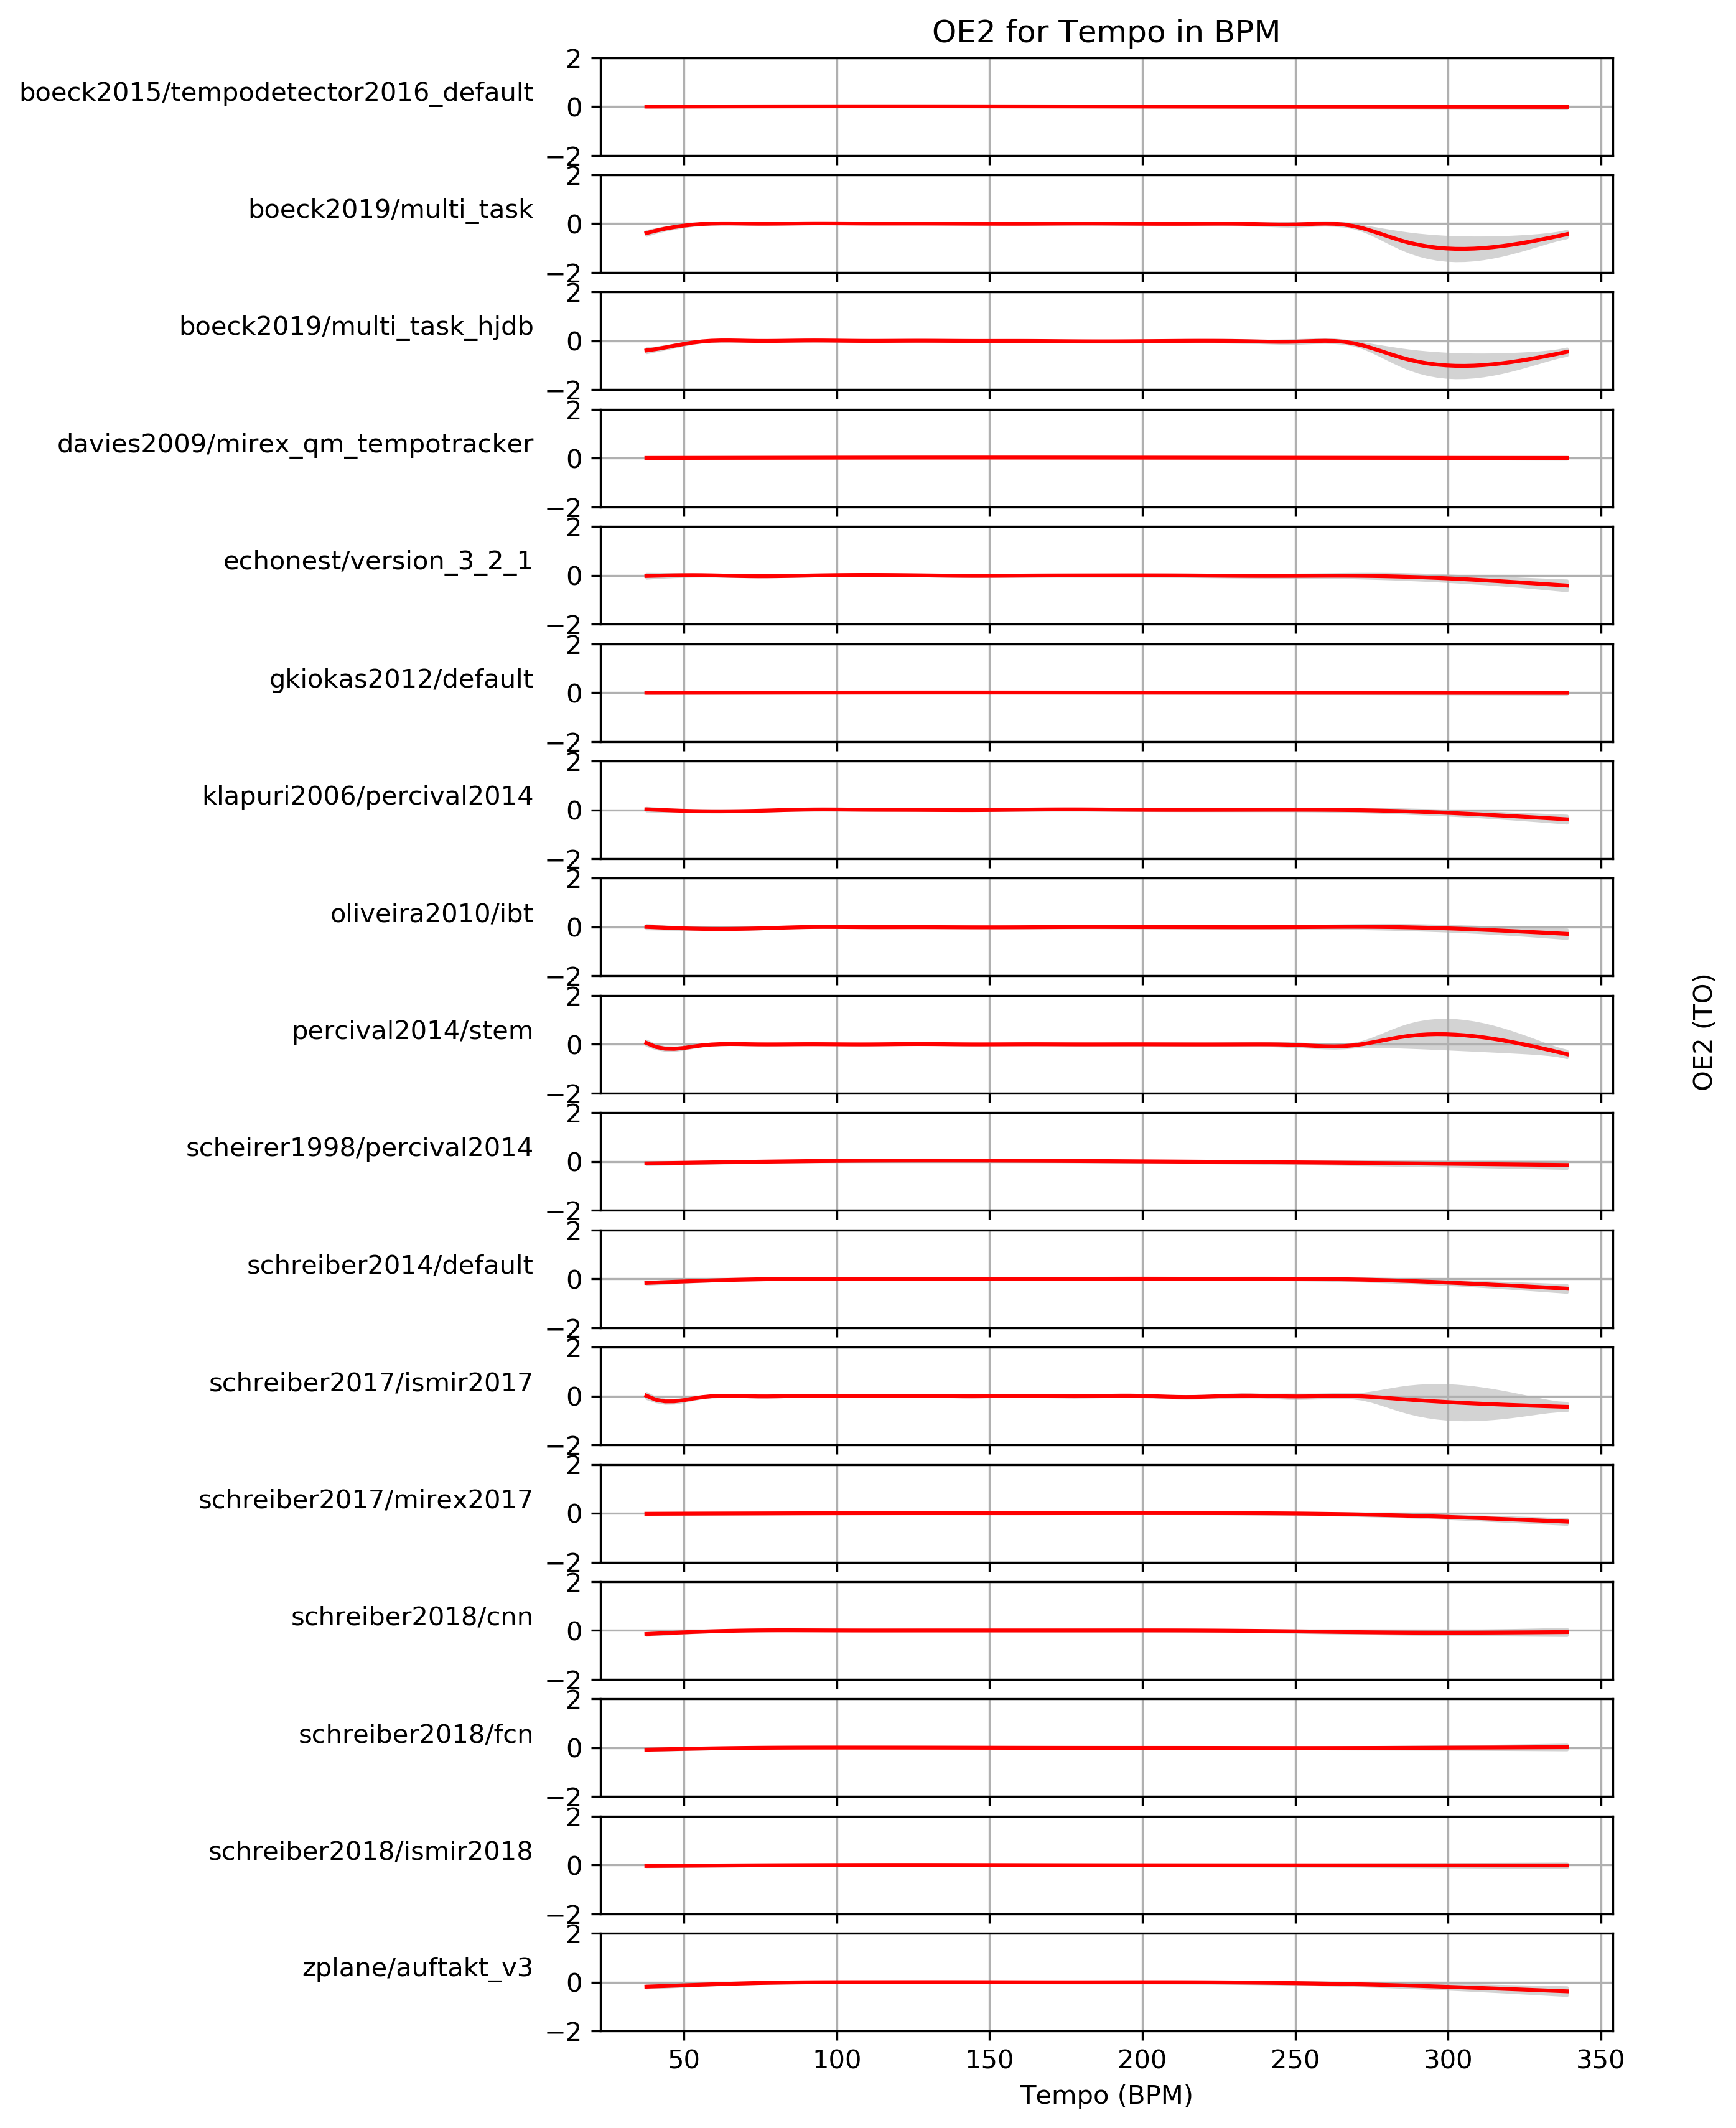 OE2 for Tempo in BPM
boeck2015/tempodetector2016_default
2
0
−2
boeck2019/multi_task
2
0
−2
boeck2019/multi_task_hjdb
2
0
−2
davies2009/mirex_qm_tempotracker
2
0
−2
echonest/version_3_2_1
2
0
−2
gkiokas2012/default
2
0
−2
klapuri2006/percival2014
2
0
−2
oliveira2010/ibt
2
0
−2
percival2014/stem
2
0
−2
scheirer1998/percival2014
2
0
−2
schreiber2014/default
2
0
−2
schreiber2017/ismir2017
2
0
−2
schreiber2017/mirex2017
2
0
−2
schreiber2018/cnn
2
0
−2
schreiber2018/fcn
2
0
−2
schreiber2018/ismir2018
2
0
−2
zplane/auftakt_v3
2
0
−2
50 100 150 200 250 300 350
Tempo (BPM)
OE2 (TO)